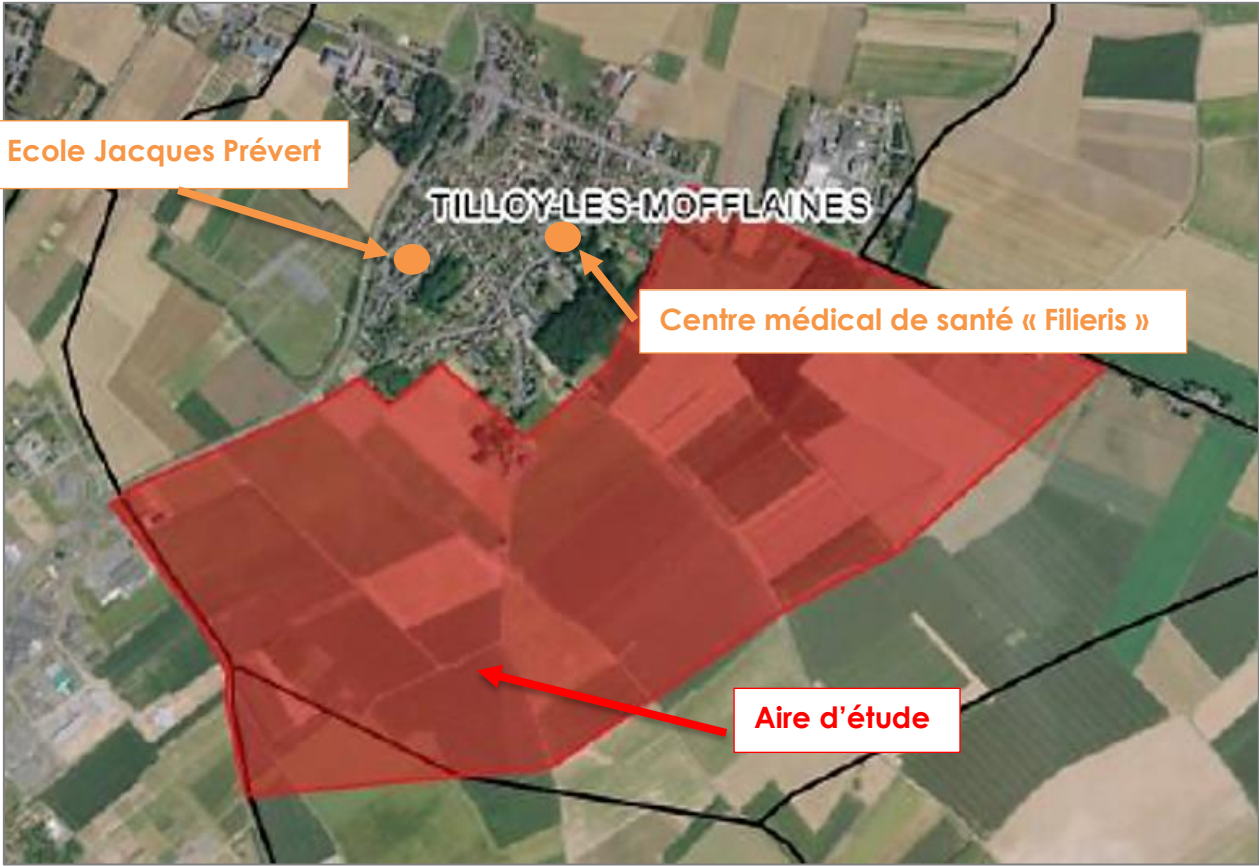 Ecole Jacques Prévert
TILLOY-LES-MOFFLAINES
Centre médical de santé « Filieris »
Aire d’étude